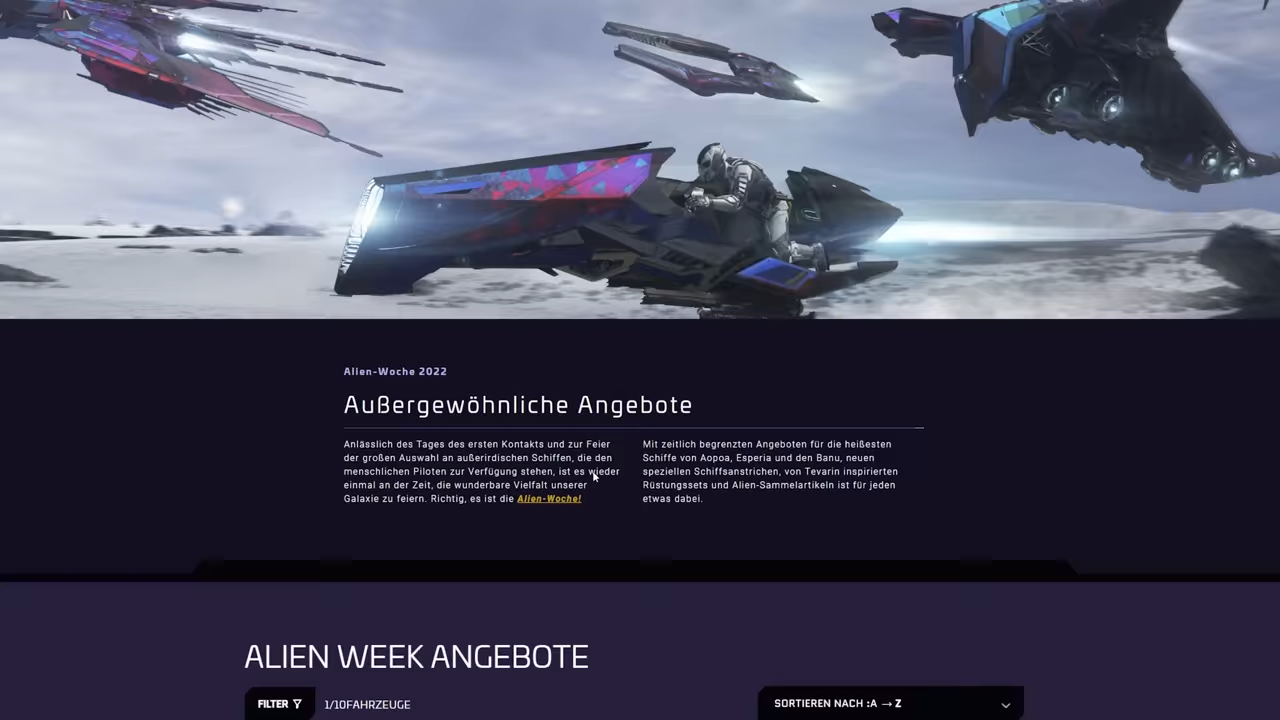 Alien-Woche 2022
Außergewöhnliche Angebote
Anlässlich des Tages des ersten Kontakts und zur Feier
der großen Auswahl an außerirdischen Schiffen, die den
menschlichen Piloten zur Verfügung stehen, ist es wieder
einmal an der Zeit, die wunderbare Vielfalt unserer
Galaxie zu feiern. Richtig, es ist die Alien-Woche!
Mit zeitlich begrenzten Angeboten für die heißesten
Schiffe von Aopoa, Esperia und den Banu, neuen
speziellen Schiffsanstrichen, von Tevarin inspirierten
Rüstungssets und Alien-Sammelartikeln ist für jeden
etwas dabei.
ALIEN WEEK ANGEBOTE
FILTER
1/10FAHRZEUGE
SORTIEREN NACH :A → Z